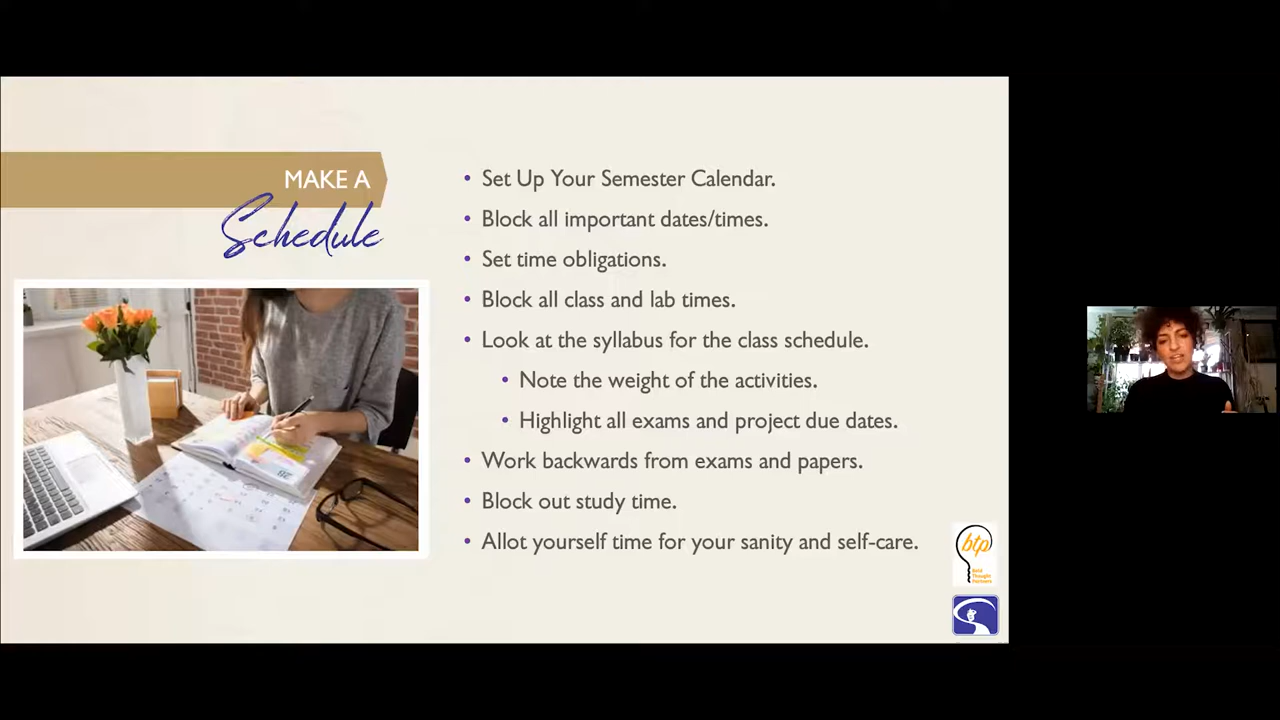 MAKE A
Schedule
• Set Up Your Semester Calendar.
• Block all important dates/times.
• Set time obligations.
• Block all class and lab times.
• Look at the syllabus for the class schedule.
• Note the weight of the activities.
• Highlight all exams and project due dates.
• Work backwards from exams and papers.
• Block out study time.
• Allot yourself time for your sanity and self-care.
btp
Bold
Thought
Partners